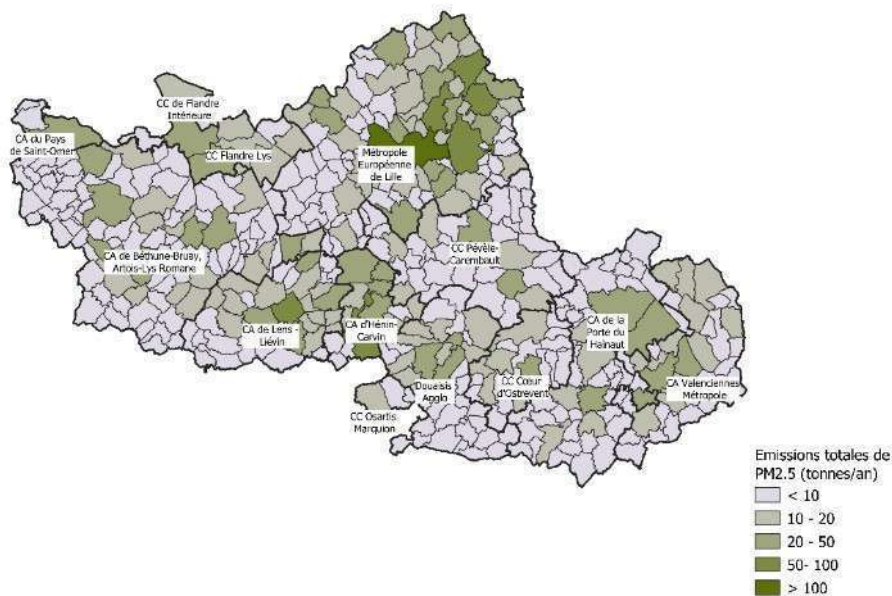 CC de Flandre
Intérieure
CA du Pays
de Saint-Omer
CC Flandre Lys
Métropole
Européenne
de Lille
CA de Béthune-Bruay,
Artois-Lys Romane
CC Pévèle-
Carembault
CA de Lens -
Liévin
CA d'Hénin-
Carvin
CA de la
Porte du
Hainaut
Douaisis
Agglo
CC Cœur
d'Ostrevent
CA Valenciennes
Métropole
CC Osartis
Marquion
Emissions totales de
PM2.5 (tonnes/an)
< 10
10 - 20
20 - 50
50- 100
> 100